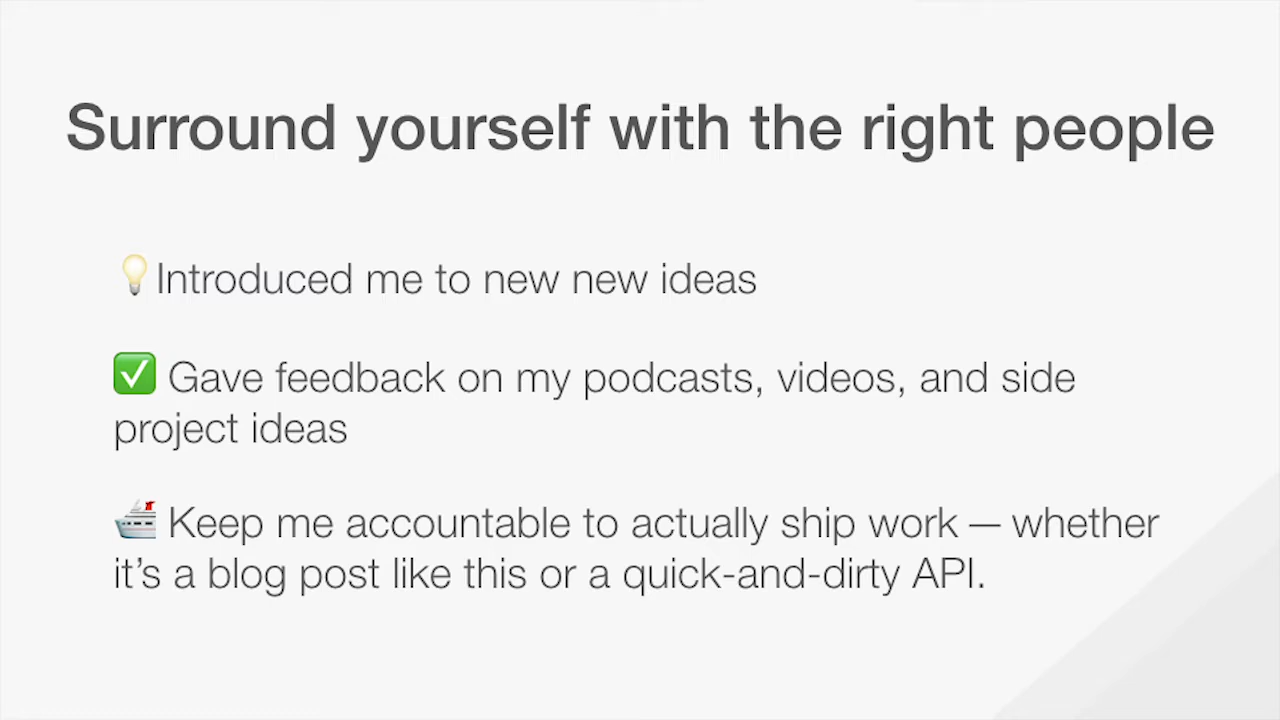 Surround yourself with the right people
💡Introduced me to new new ideas
✅ Gave feedback on my podcasts, videos, and side
project ideas
🛳 Keep me accountable to actually ship work — whether
it’s a blog post like this or a quick-and-dirty API.